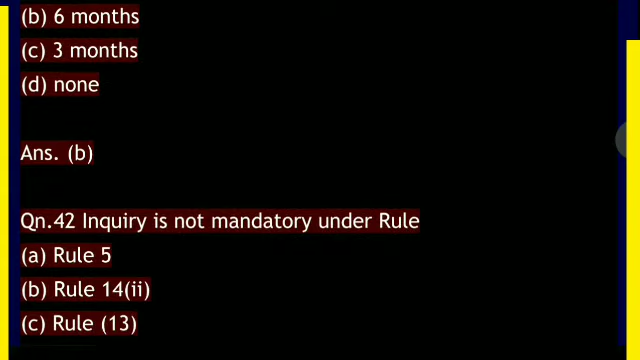 (b) 6 months
(c) 3 months
(d) none
Ans. (b)
Qn.42 Inquiry is not mandatory under Rule
(a) Rule 5
(b) Rule 14(ii)
(c) Rule (13)